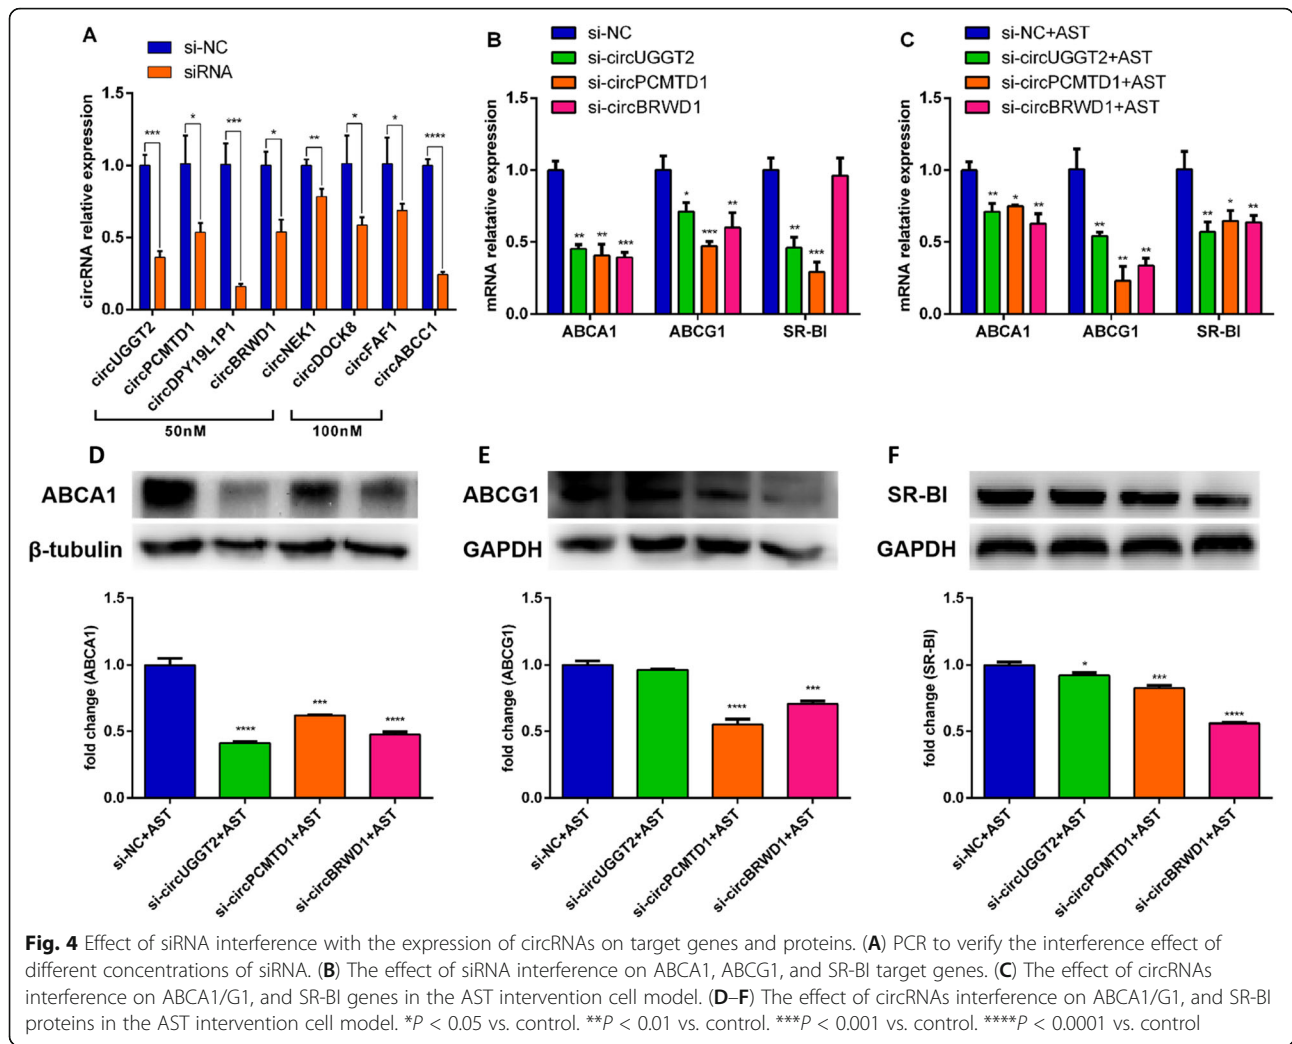 A
si-NC
siRNA
circRNA relative expression
1.5
1.0
0.5
0.0
***
*
***
*
**
*
*
****
circUGGT2
circPCMTD1
circDPY19L1P1
circBRWD1
circNEK1
circDOCK8
circFAF1
circABCC1
50nM
100nM
B
si-NC
si-circUGGT2
si-circPCMTD1
si-circBRWD1
mRNA relatative expression
1.5
1.0
0.5
0.0
**
**
***
*
***
**
**
***
ABCA1
ABCG1
SR-BI
C
si-NC+AST
si-circUGGT2+AST
si-circPCMTD1+AST
si-circBRWD1+AST
mRNA relatative expression
1.5
1.0
0.5
0.0
**
*
**
**
**
**
**
*
**
ABCA1
ABCG1
SR-BI
D
ABCA1
β-tubulin
fold change (ABCA1)
1.5
1.0
0.5
0.0
****
***
****
si-NC+AST
si-circUGGT2+AST
si-circPCMTD1+AST
si-circBRWD1+AST
E
ABCG1
GAPDH
fold change (ABCG1)
1.5
1.0
0.5
0.0
****
***
si-NC+AST
si-circUGGT2+AST
si-circPCMTD1+AST
si-circBRWD1+AST
F
SR-BI
GAPDH
fold change (SR-BI)
1.5
1.0
0.5
0.0
*
***
****
si-NC+AST
si-circUGGT2+AST
si-circPCMTD1+AST
si-circBRWD1+AST
Fig. 4 Effect of siRNA interference with the expression of circRNAs on target genes and proteins. (A) PCR to verify the interference effect of
different concentrations of siRNA. (B) The effect of siRNA interference on ABCA1, ABCG1, and SR-BI target genes. (C) The effect of circRNAs
interference on ABCA1/G1, and SR-BI genes in the AST intervention cell model. (D–F) The effect of circRNAs interference on ABCA1/G1, and SR-BI
proteins in the AST intervention cell model. *P < 0.05 vs. control. **P < 0.01 vs. control. ***P < 0.001 vs. control. ****P < 0.0001 vs. control